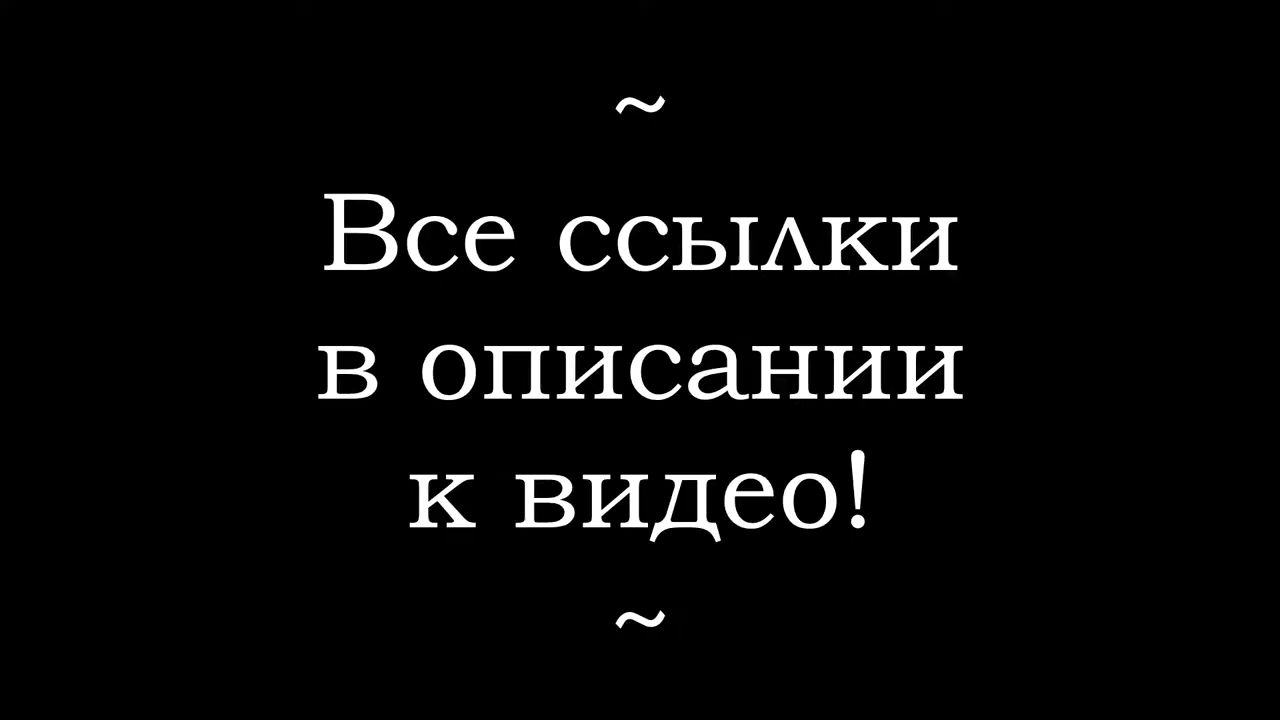 ~
Все ссылки
в описании
к видео!
~